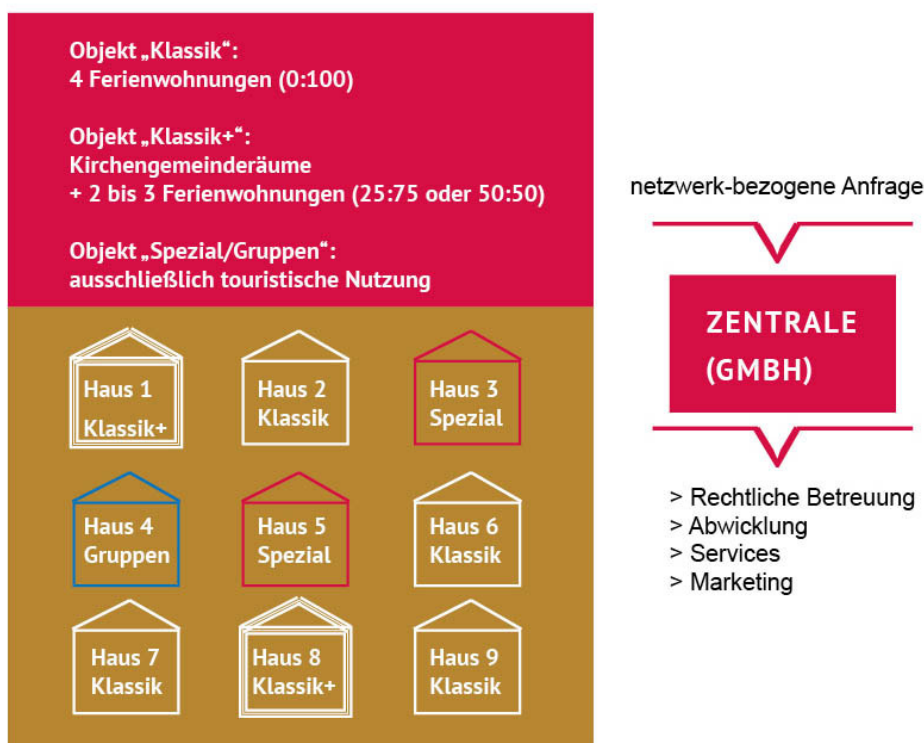 Objekt „Klassik“:
4 Ferienwohnungen (0:100)
Objekt „Klassik+“:
Kirchengemeinderäume
+ 2 bis 3 Ferienwohnungen (25:75 oder 50:50)
Objekt „Spezial/Gruppen“:
ausschließlich touristische Nutzung
Haus 1
Klassik+
Haus 2
Klassik
Haus 3
Spezial
Haus 4
Gruppen
Haus 5
Spezial
Haus 6
Klassik
Haus 7
Klassik
Haus 8
Klassik+
Haus 9
Klassik
netzwerk-bezogene Anfrage
ZENTRALE
(GMBH)
> Rechtliche Betreuung
> Abwicklung
> Services
> Marketing